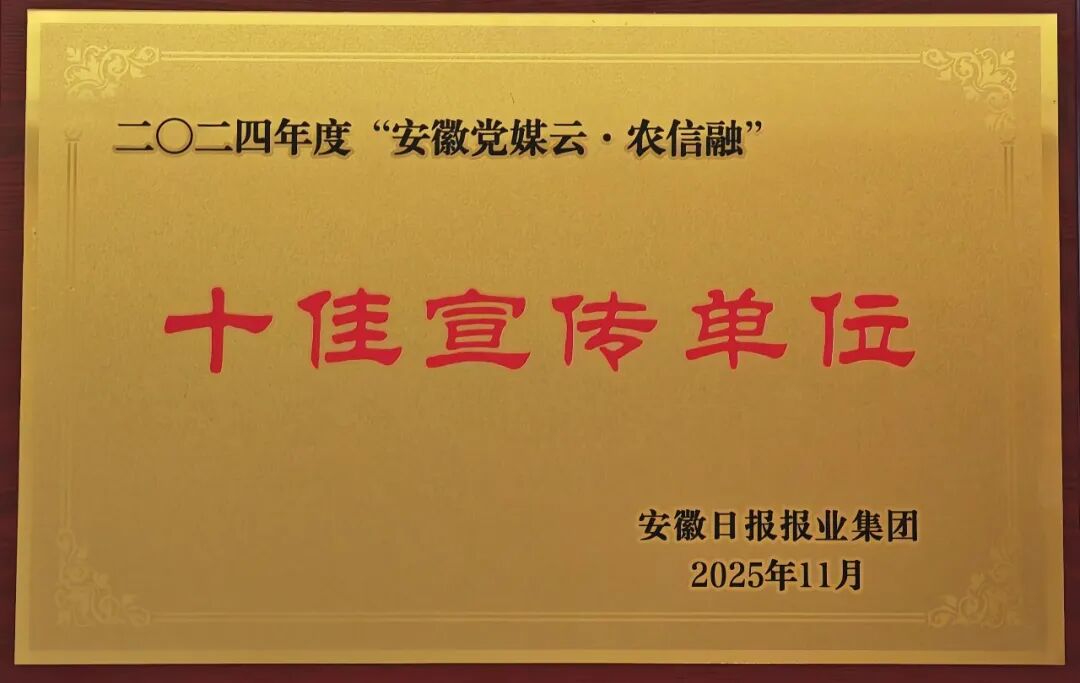 二〇二四年度“安徽党媒云·农信融”
十佳宣传单位
安徽日报报业集团
2025年11月